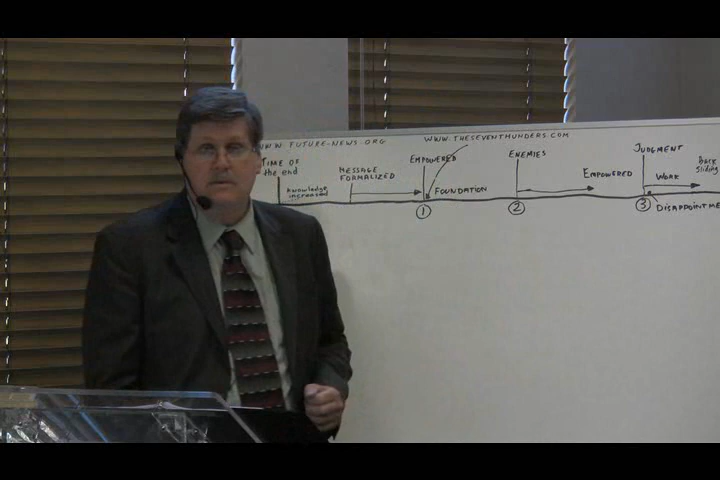 WWW.FUTURE-NEWS.ORG
WWW.THESEVENTHUNDERS.COM
TIME OF
the end
Knowledge
increased
MESSAGE
FORMALIZED
EMPOWERED
FOUNDATION
1
ENEMIES
EMPOWERED
2
JUDGMENT
WORK
Back
Sliding
3
DISAPPOINTME